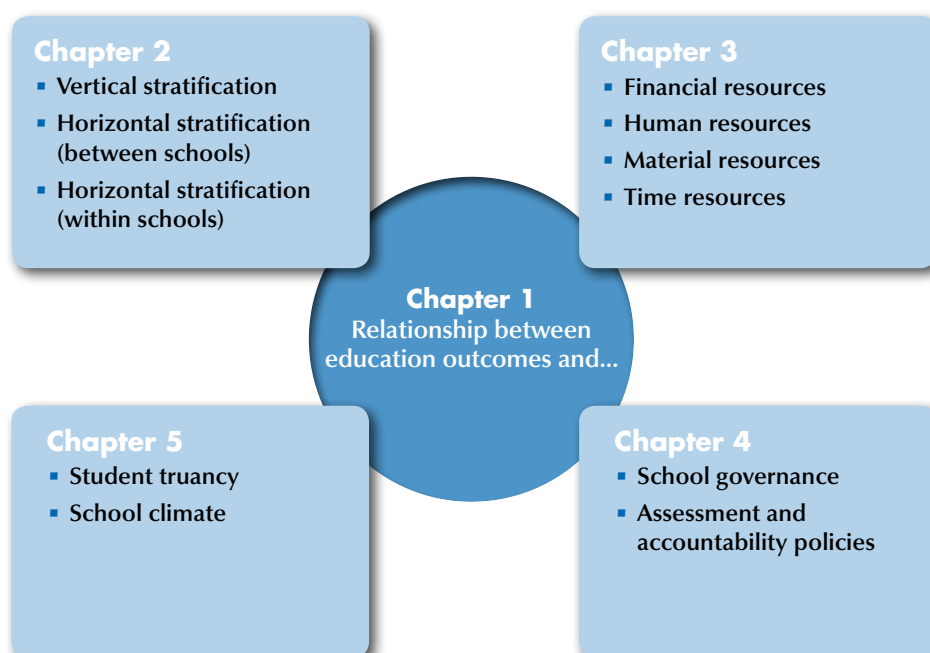 Chapter 2
▪ Vertical stratification
▪ Horizontal stratification
(between schools)
▪ Horizontal stratification
(within schools)
Chapter 3
▪ Financial resources
▪ Human resources
▪ Material resources
▪ Time resources
Chapter 1
Relationship between
education outcomes and...
Chapter 5
▪ Student truancy
▪ School climate
Chapter 4
▪ School governance
▪ Assessment and
accountability policies